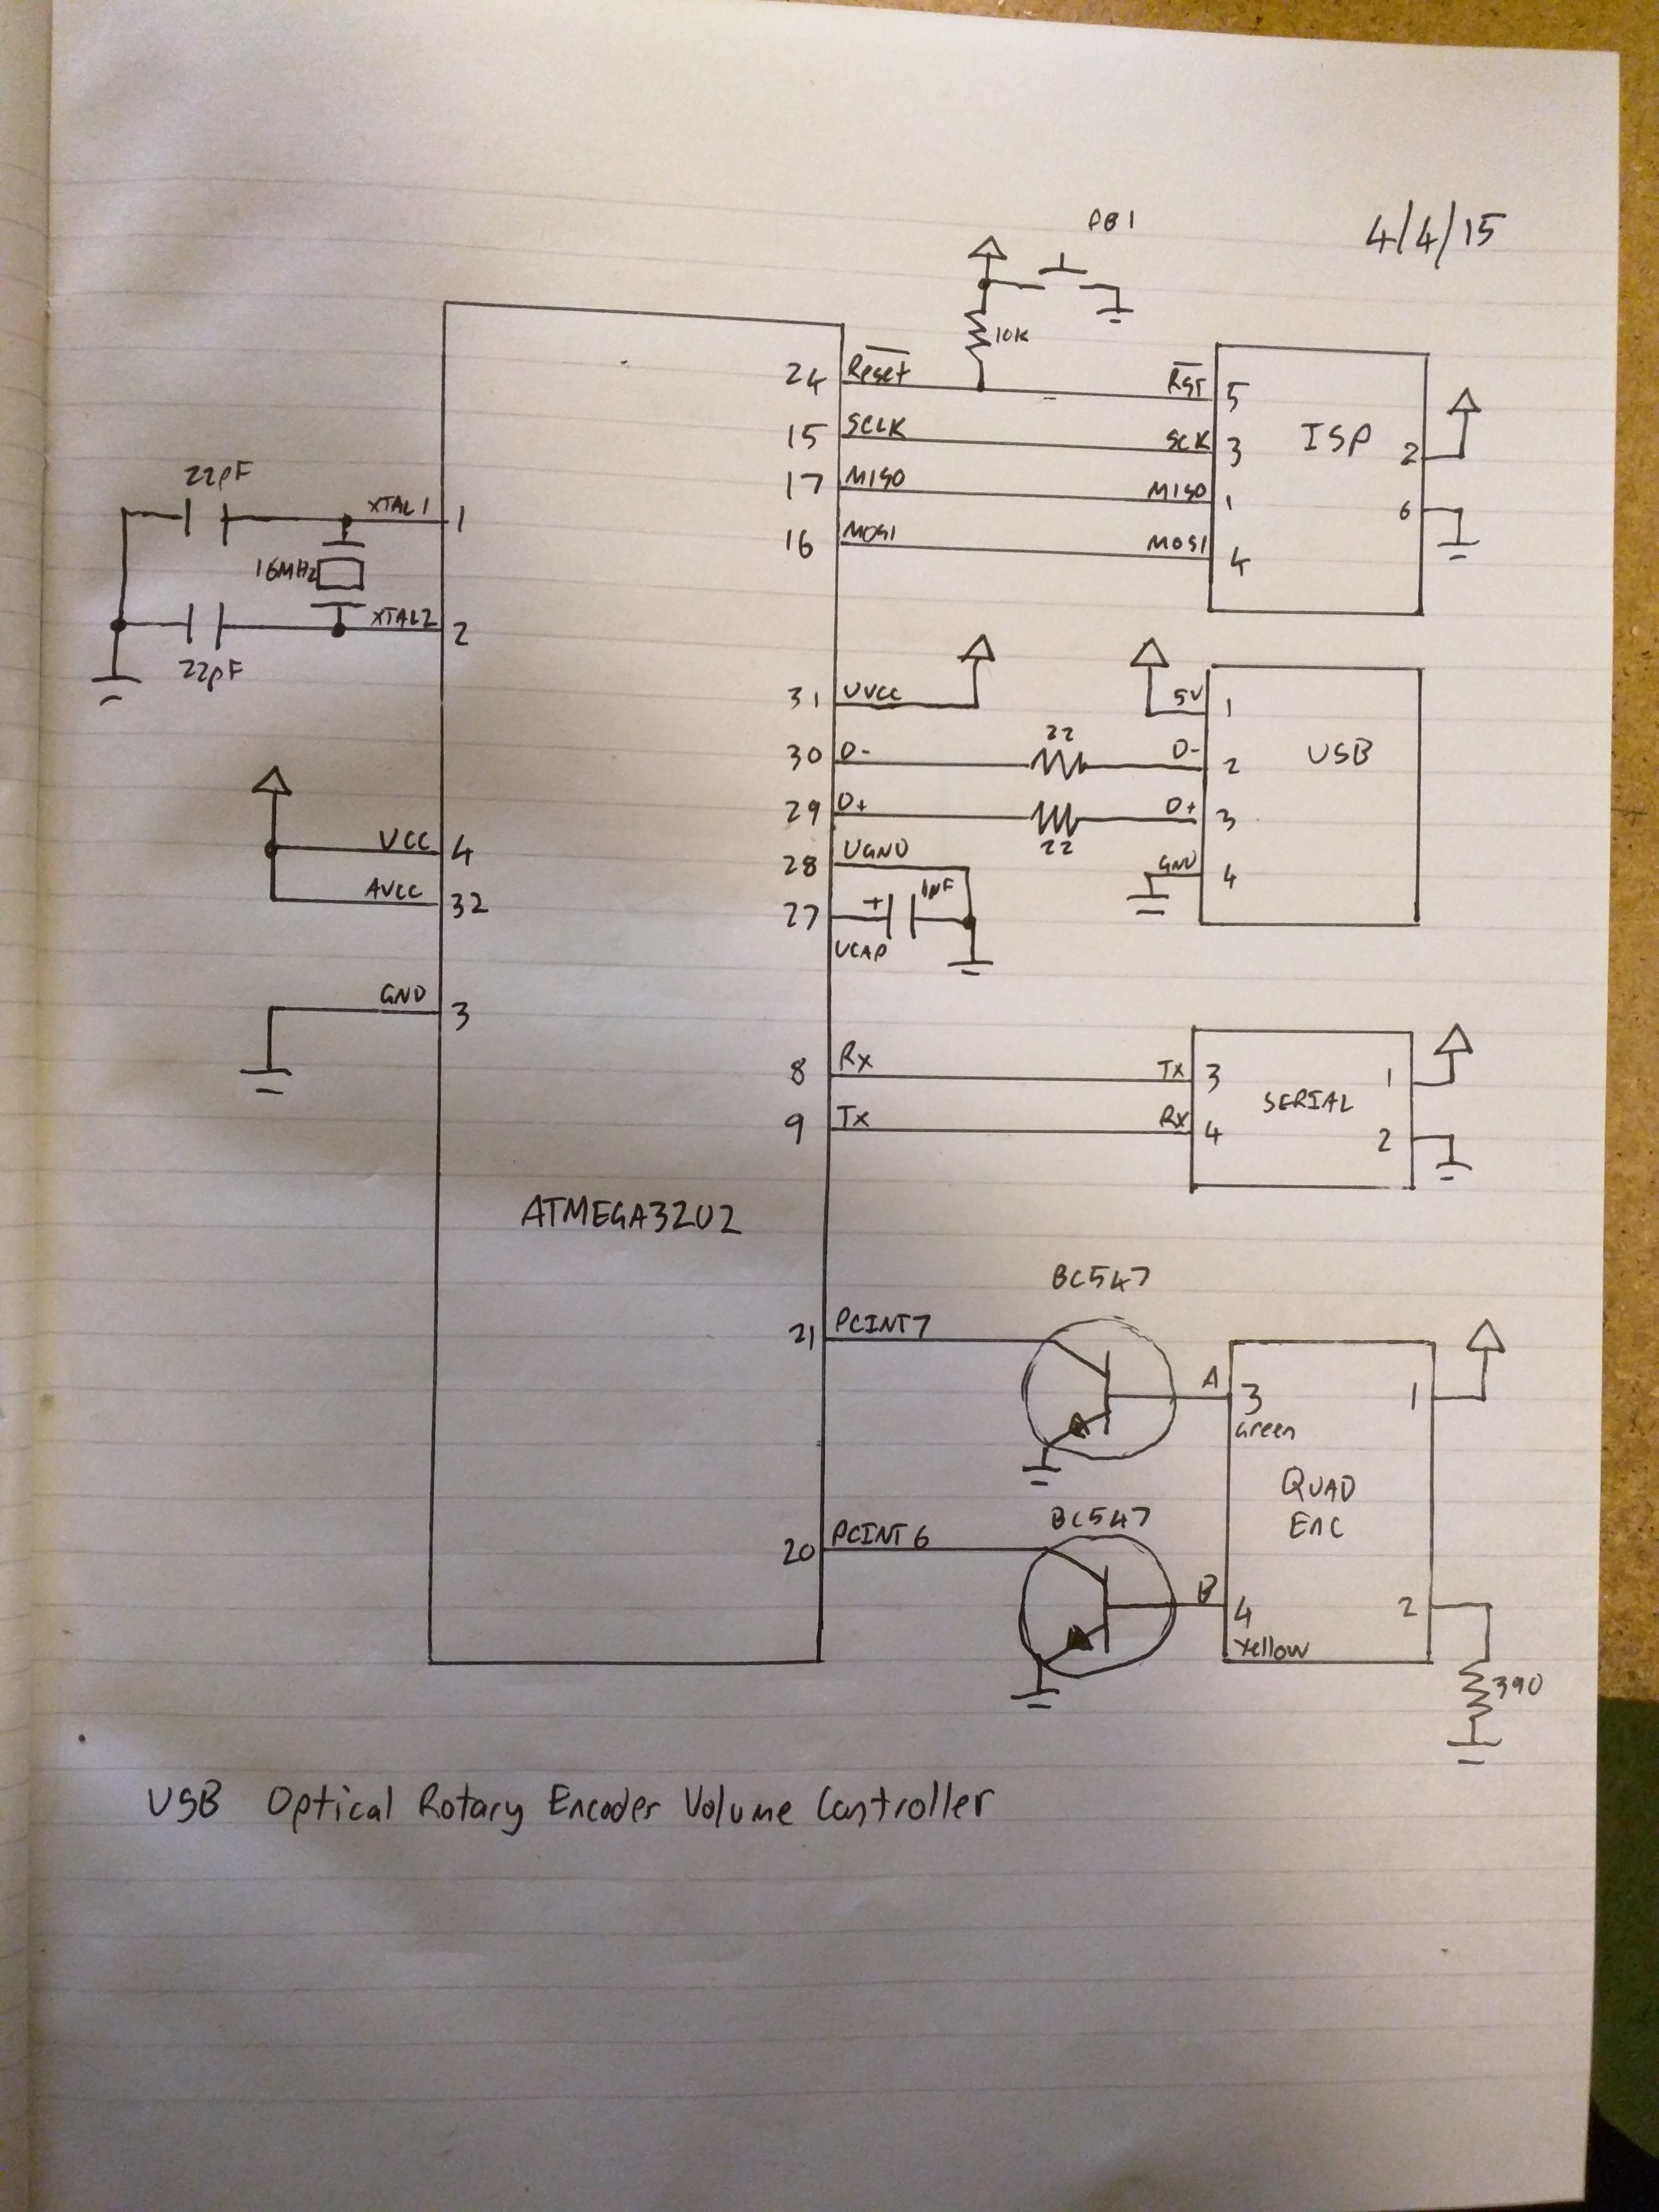 4/4/15
PB1
10K
24 Reset RST 5
15 SCLK SCK 3
ISP
2
17 MISO MISO 1
6
16 MOSI MOSI 4
22pF
XTAL1 1
16MHz
XTAL2 2
22pF
31 UVCC 5V 1
22
30 D- D- 2
USB
29 D+ D+ 3
22
28 UGND GND 4
27 + 1µF
UCAP
VCC 4
AVCC 32
GND 3
8 Rx Tx 3
1
SERIAL
9 Tx Rx 4
2
ATMEGA32U2
BC547
21 PCINT7
A 3 1
Green
QUAD
ENC
BC547
20 PCINT6
B 4 2
Yellow
390
USB Optical Rotary Encoder Volume Controller